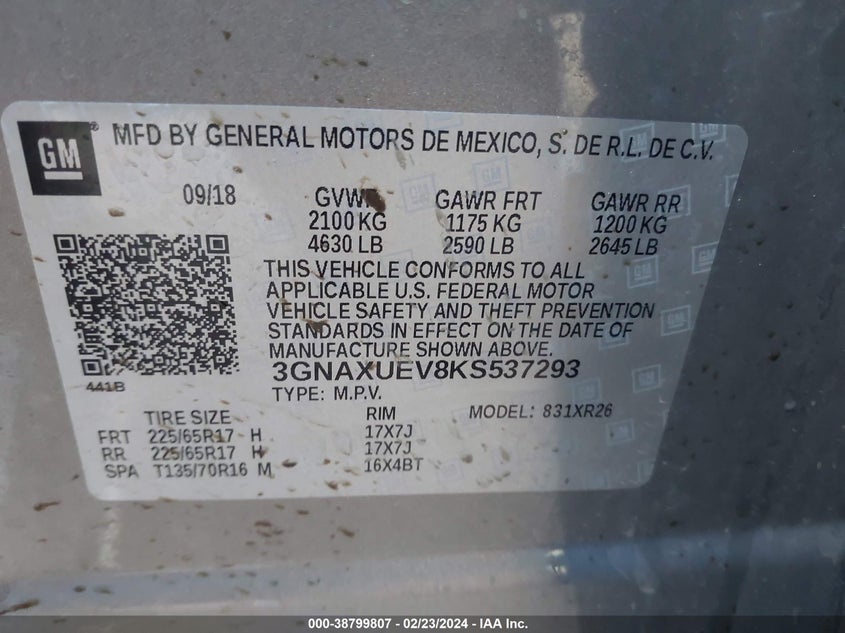 GM ® MFD BY GENERAL MOTORS DE MEXICO, S. DE R.L. DE C.V.
09/18 GVWR GAWR FRT GAWR RR
2100 KG 1175 KG 1200 KG
4630 LB 2590 LB 2645 LB
THIS VEHICLE CONFORMS TO ALL
APPLICABLE U.S. FEDERAL MOTOR
VEHICLE SAFETY AND THEFT PREVENTION
STANDARDS IN EFFECT ON THE DATE OF
MANUFACTURE SHOWN ABOVE.
3GNAXUEV8KS537293
441B
TYPE: M.P.V. MODEL: 831XR26
TIRE SIZE RIM
FRT 225/65R17 H 17X7J
RR 225/65R17 H 17X7J
SPA T135/70R16 M 16X4BT
000-38799807 - 02/23/2024 - IAA Inc.